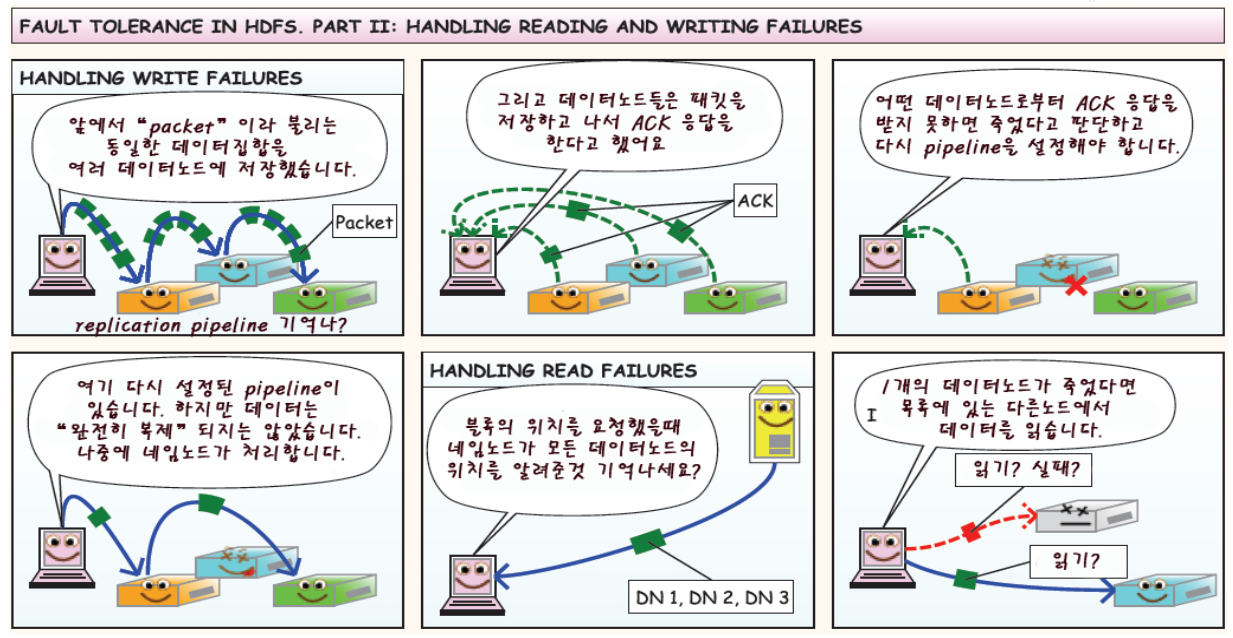 FAULT TOLERANCE IN HDFS. PART II: HANDLING READING AND WRITING FAILURES
HANDLING WRITE FAILURES
앞에서 "packet" 이라 불리는
동일한 데이터집합을
여러 데이터노드에 저장했습니다.
Packet
replication pipeline 기억나?
그리고 데이터노드들은 패킷을
저장하고 나서 ACK 응답을
한다고 했어요
ACK
어떤 데이터노드로부터 ACK 응답을
받지 못하면 죽었다고 판단하고
다시 pipeline을 설정해야 합니다.
여기 다시 설정된 pipeline이
있습니다. 하지만 데이터는
"완전히 복제" 되지는 않았습니다.
나중에 네임노드가 처리합니다.
HANDLING READ FAILURES
블록의 위치를 요청했을때
네임노드가 모든 데이터노드의
위치를 알려준것 기억나세요?
DN 1, DN 2, DN 3
1개의 데이터노드가 죽었다면
I 목록에 있는 다른노드에서
데이터를 읽습니다.
읽기? 실패?
읽기?